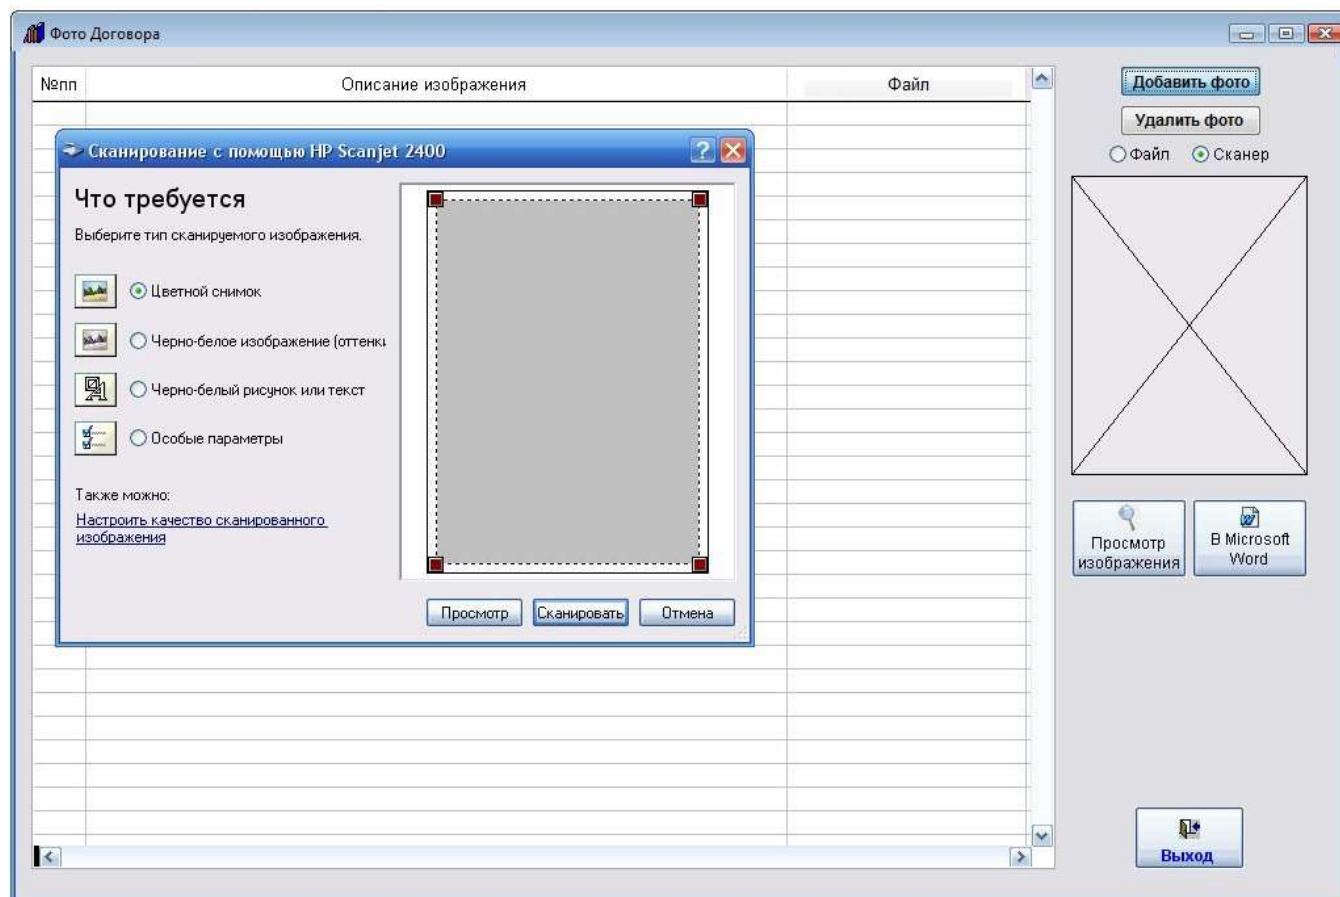 Фото Договора
№пп Описание изображения Файл
Добавить фото
Удалить фото
Файл Сканер
Сканирование с помощью HP Scanjet 2400
Что требуется
Выберите тип сканируемого изображения.
Цветной снимок
Черно-белое изображение (оттенки
Черно-белый рисунок или текст
Особые параметры
Также можно:
Настроить качество сканированного
изображения
Просмотр Сканировать Отмена
Просмотр
изображения
В Microsoft
Word
Выход